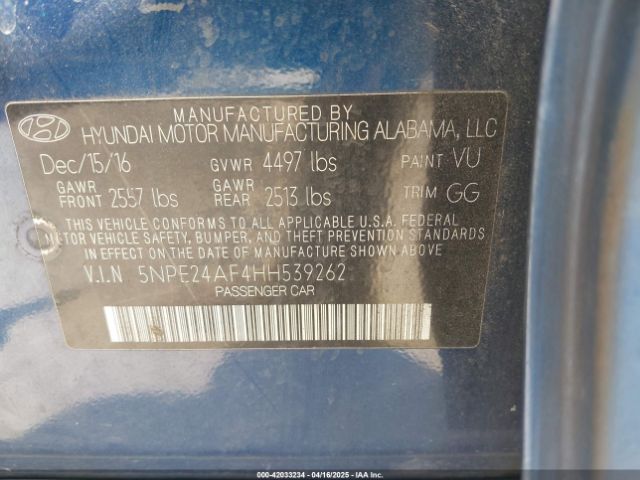 MANUFACTURED BY
HYUNDAI MOTOR MANUFACTURING ALABAMA, LLC
Dec/15/16 GVWR 4497 lbs PAINT VU
GAWR FRONT 2557 lbs GAWR REAR 2513 lbs TRIM GG
THIS VEHICLE CONFORMS TO ALL APPLICABLE U.S.A. FEDERAL
MOTOR VEHICLE SAFETY, BUMPER, AND THEFT PREVENTION STANDARDS
IN EFFECT ON THE DATE OF MANUFACTURE SHOWN ABOVE.
V.I.N 5NPE24AF4HH539262
PASSENGER CAR
000-42033234 - 04/16/2025 - IAA